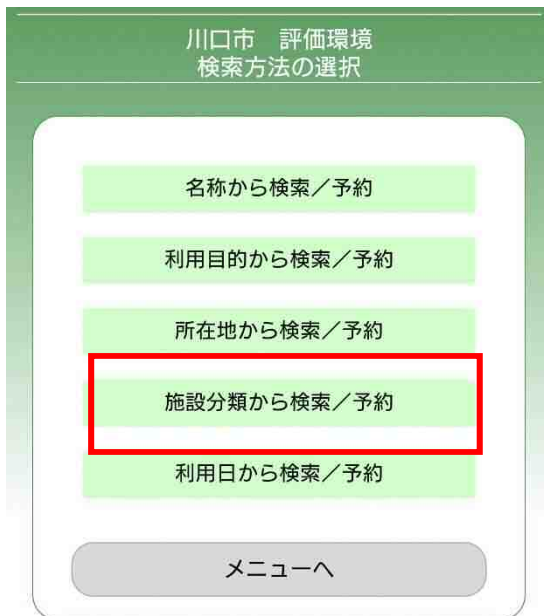 川口市　評価環境
検索方法の選択
名称から検索／予約
利用目的から検索／予約
所在地から検索／予約
施設分類から検索／予約
利用日から検索／予約
メニューへ